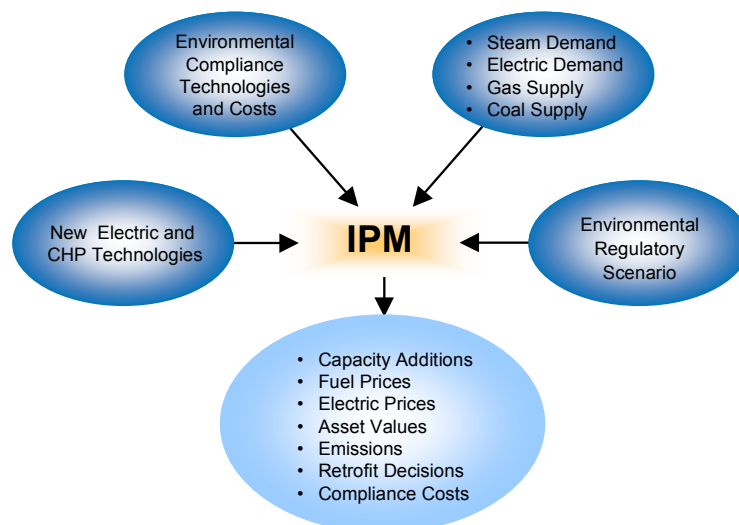 Environmental
Compliance
Technologies
and Costs
• Steam Demand
• Electric Demand
• Gas Supply
• Coal Supply
New Electric and
CHP Technologies
IPM
Environmental
Regulatory
Scenario
• Capacity Additions
• Fuel Prices
• Electric Prices
• Asset Values
• Emissions
• Retrofit Decisions
• Compliance Costs